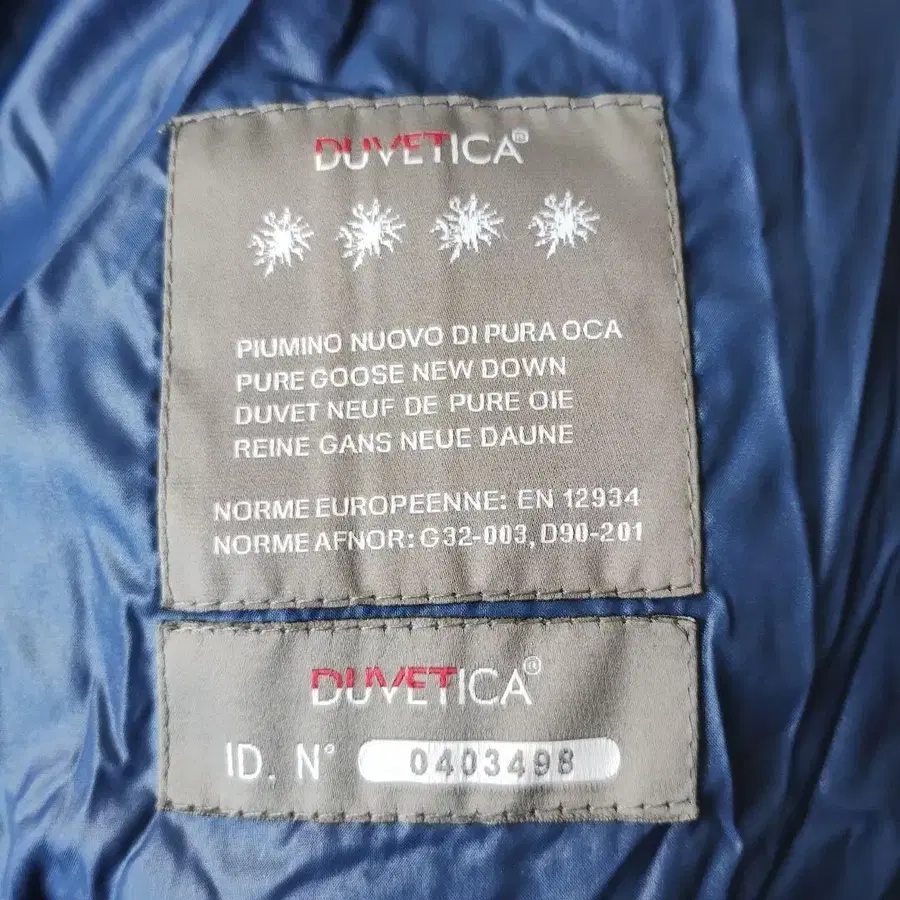 DUVETICA®
PIUMINO NUOVO DI PURA OCA
PURE GOOSE NEW DOWN
DUVET NEUF DE PURE OIE
REINE GANS NEUE DAUNE
NORME EUROPEENNE: EN 12934
NORME AFNOR: G32-003, D90-201
DUVETICA®
ID. N° 0403498